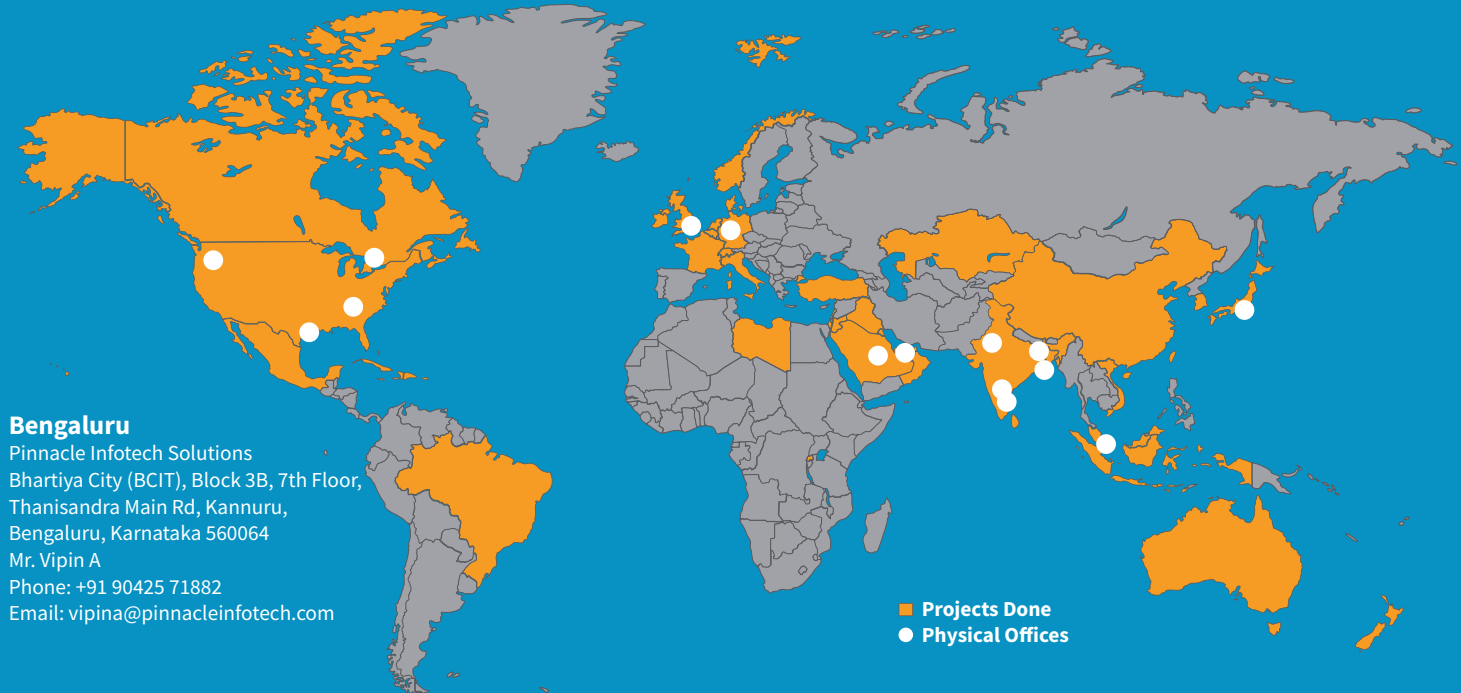 Bengaluru
Pinnacle Infotech Solutions
Bhartiya City (BCIT), Block 3B, 7th Floor,
Thanisandra Main Rd, Kannuru,
Bengaluru, Karnataka 560064
Mr. Vipin A
Phone: +91 90425 71882
Email: vipina@pinnacleinfotech.com
Projects Done
Physical Offices